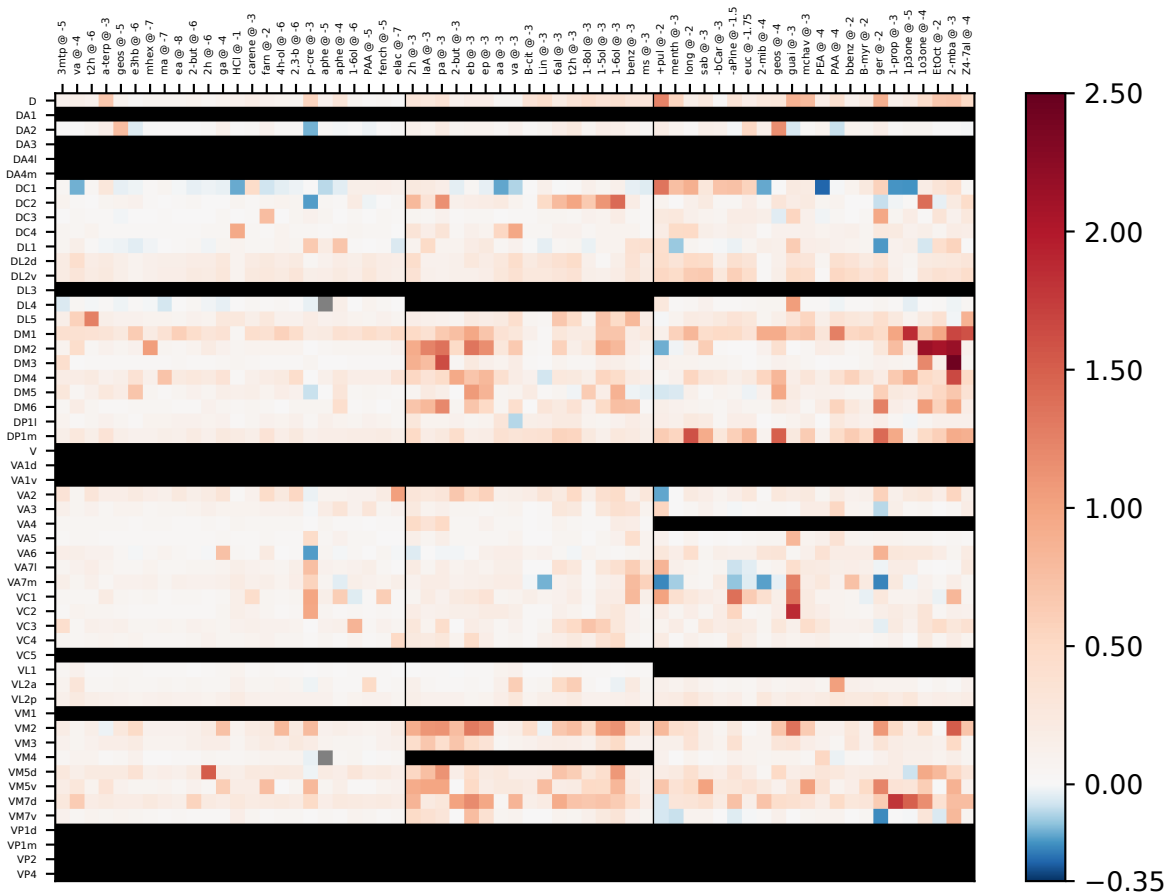 3mtp @ -5
va @ -4
t2h @ -6
a-terp @ -3
geos @ -5
e3hb @ -6
mhex @ -7
ma @ -7
ea @ -8
2-but @ -6
2h @ -6
ga @ -4
HCl @ -1
carene @ -3
farn @ -2
4h-ol @ -6
2,3-b @ -6
p-cre @ -3
aphe @ -5
aphe @ -4
1-6ol @ -6
PAA @ -5
fench @ -5
elac @ -7
2h @ -3
IaA @ -3
pa @ -3
2-but @ -3
eb @ -3
ep @ -3
aa @ -3
va @ -3
B-cit @ -3
Lin @ -3
6al @ -3
t2h @ -3
1-8ol @ -3
1-5ol @ -3
1-6ol @ -3
benz @ -3
ms @ -3
+pul @ -2
menth @ -3
long @ -2
sab @ -3
-bCar @ -3
-aPine @ -1.5
euc @ -1.75
2-mib @ -4
geos @ -4
guai @ -3
mchav @ -3
PEA @ -4
PAA @ -4
bbenz @ -2
B-myr @ -2
ger @ -2
1-prop @ -3
1p3one @ -5
1o3one @ -4
EtOct @ -2
2-mba @ -3
Z4-7al @ -4
D
DA1
DA2
DA3
DA4l
DA4m
DC1
DC2
DC3
DC4
DL1
DL2d
DL2v
DL3
DL4
DL5
DM1
DM2
DM3
DM4
DM5
DM6
DP1l
DP1m
V
VA1d
VA1v
VA2
VA3
VA4
VA5
VA6
VA7l
VA7m
VC1
VC2
VC3
VC4
VC5
VL1
VL2a
VL2p
VM1
VM2
VM3
VM4
VM5d
VM5v
VM7d
VM7v
VP1d
VP1m
VP2
VP4
2.50
2.00
1.50
1.00
0.50
0.00
−0.35